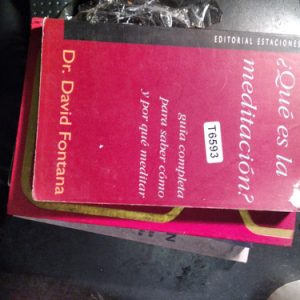 EDITORIAL ESTACIONES
¿Qué es la
meditación?
guía completa
para saber cómo
y por qué meditar
T6593
Dr. David Fontana